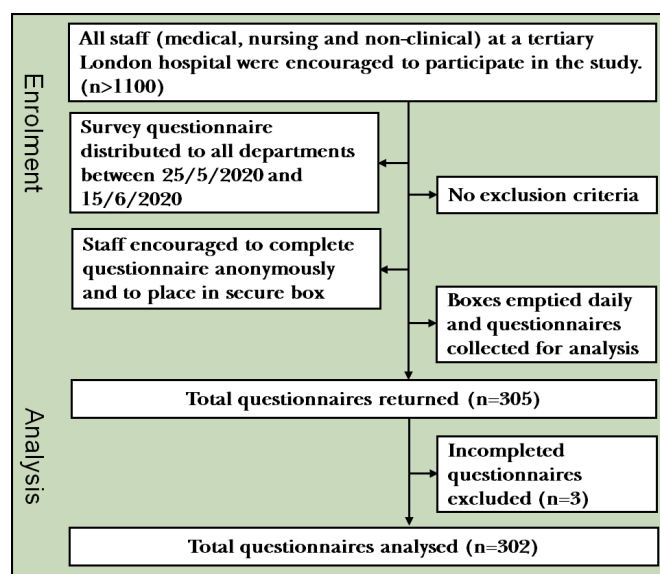 Enrolment
All staff (medical, nursing and non-clinical) at a tertiary
London hospital were encouraged to participate in the study.
(n>1100)
Survey questionnaire
distributed to all departments
between 25/5/2020 and
15/6/2020
No exclusion criteria
Staff encouraged to complete
questionnaire anonymously
and to place in secure box
Boxes emptied daily
and questionnaires
collected for analysis
Analysis
Total questionnaires returned (n=305)
Incompleted
questionnaires
excluded (n=3)
Total questionnaires analysed (n=302)